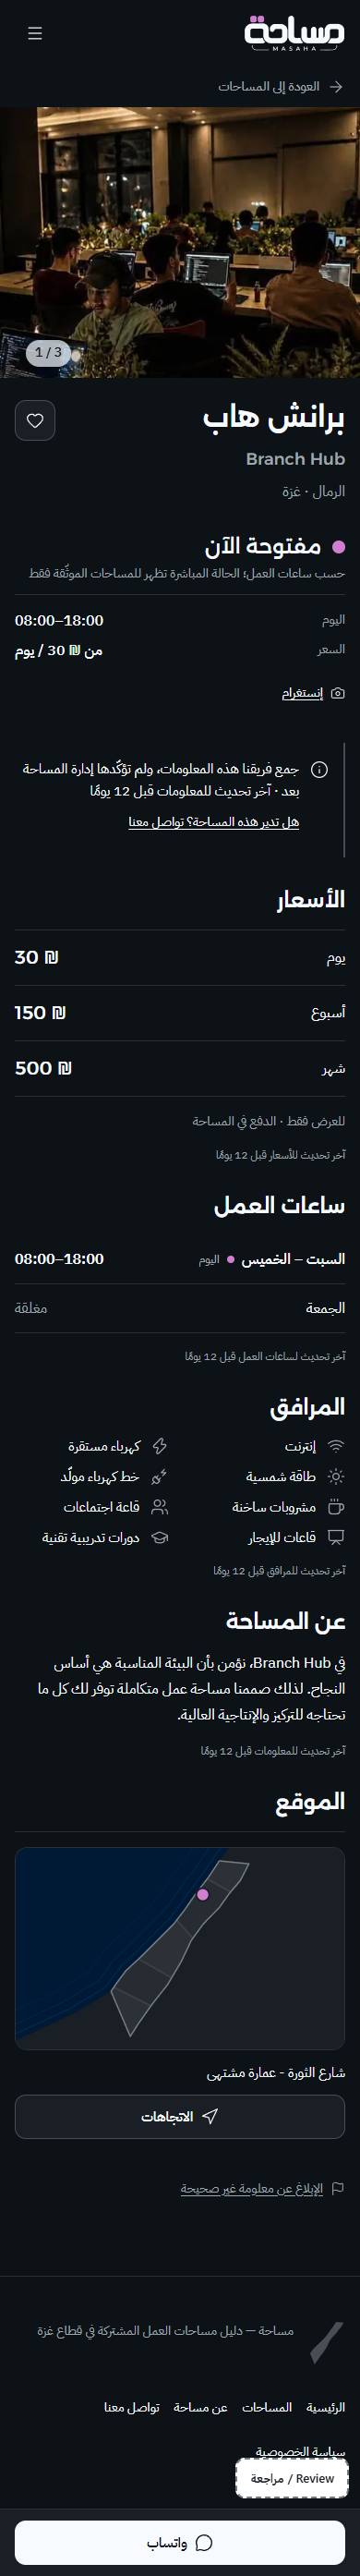 مساحة
MASAHA
العودة إلى المساحات
1 / 3
برانش هاب
Branch Hub
الرمال · غزة
مفتوحة الآن
حسب ساعات العمل؛ الحالة المباشرة تظهر للمساحات الموثّقة فقط
اليوم 08:00–18:00
السعر من ₪ 30 / يوم
إنستغرام
جمع فريقنا هذه المعلومات، ولم تؤكّدها إدارة المساحة
بعد · آخر تحديث للمعلومات قبل 12 يومًا
هل تدير هذه المساحة؟ تواصل معنا
الأسعار
يوم ₪ 30
أسبوع ₪ 150
شهر ₪ 500
للعرض فقط · الدفع في المساحة
آخر تحديث للأسعار قبل 12 يومًا
ساعات العمل
السبت – الخميس اليوم 08:00–18:00
الجمعة مغلقة
آخر تحديث لساعات العمل قبل 12 يومًا
المرافق
إنترنت كهرباء مستقرة
طاقة شمسية خط كهرباء مولّد
مشروبات ساخنة قاعة اجتماعات
قاعات للإيجار دورات تدريبية تقنية
آخر تحديث للمرافق قبل 12 يومًا
عن المساحة
في Branch Hub، نؤمن بأن البيئة المناسبة هي أساس
النجاح. لذلك صممنا مساحة عمل متكاملة توفر لك كل ما
تحتاجه للتركيز والإنتاجية العالية.
آخر تحديث للمعلومات قبل 12 يومًا
الموقع
شارع الثورة - عمارة مشتهى
الاتجاهات
الإبلاغ عن معلومة غير صحيحة
مساحة — دليل مساحات العمل المشتركة في قطاع غزة
الرئيسية المساحات عن مساحة تواصل معنا
سياسة الخصوصية
Review / مراجعة
واتساب